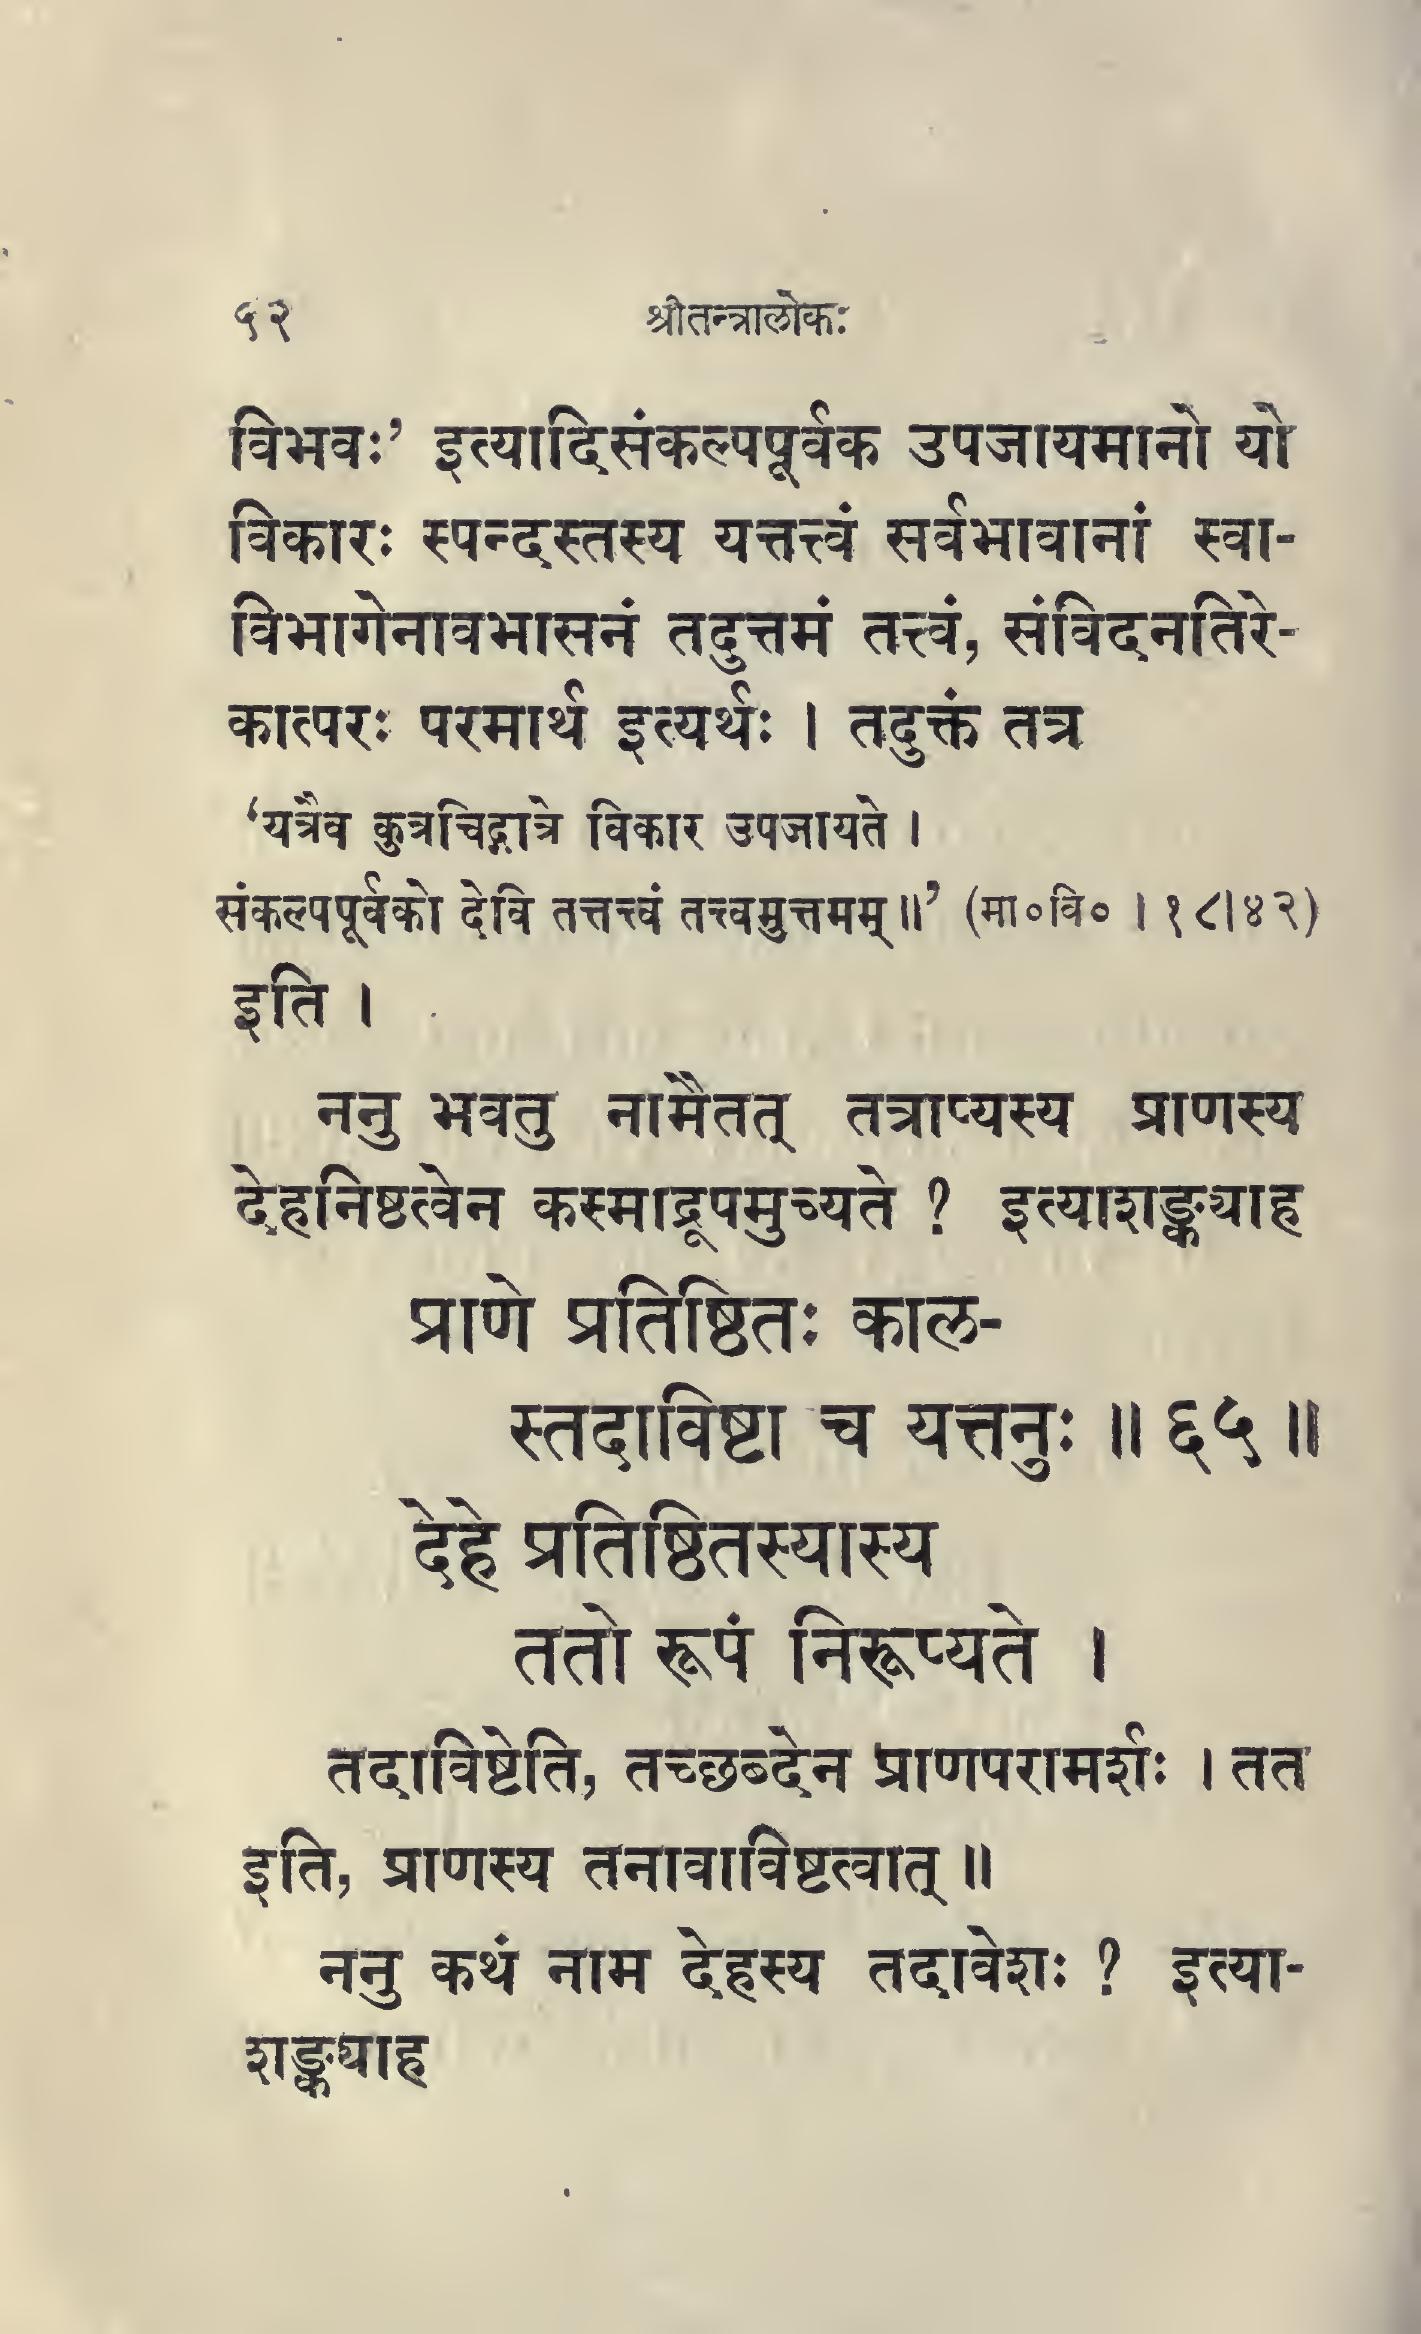 ५२ श्रीतन्त्रालोकः
विभवः’ इत्यादिसंकल्पपूर्वक उपजायमानो यो
विकारः स्पन्दस्तस्य यत्तत्त्वं सर्वभावानां स्वा-
विभागेनावभासनं तदुत्तमं तत्त्वं, संविदनतिरे-
कात्परः परमार्थ इत्यर्थः । तदुक्तं तत्र
‘यत्रैव कुत्रचिद्गात्रे विकार उपजायते ।
संकल्पपूर्वको देवि तत्तत्त्वं तत्त्वमुत्तमम् ॥’ (मा०वि० । १८।४२)
इति ।
ननु भवतु नामैतत् तत्राप्यस्य प्राणस्य
देहनिष्ठत्वेन कस्माद्रूपमुच्यते ? इत्याशङ्क्याह
प्राणे प्रतिष्ठितः काल-
स्तदाविष्टा च यत्तनुः ॥ ६५ ॥
देहे प्रतिष्ठितस्यास्य
ततो रूपं निरूप्यते ।
तदाविष्टेति, तच्छब्देन प्राणपरामर्शः । तत
इति, प्राणस्य तनावाविष्टत्वात् ॥
ननु कथं नाम देहस्य तदावेशः ? इत्या-
शङ्क्याह